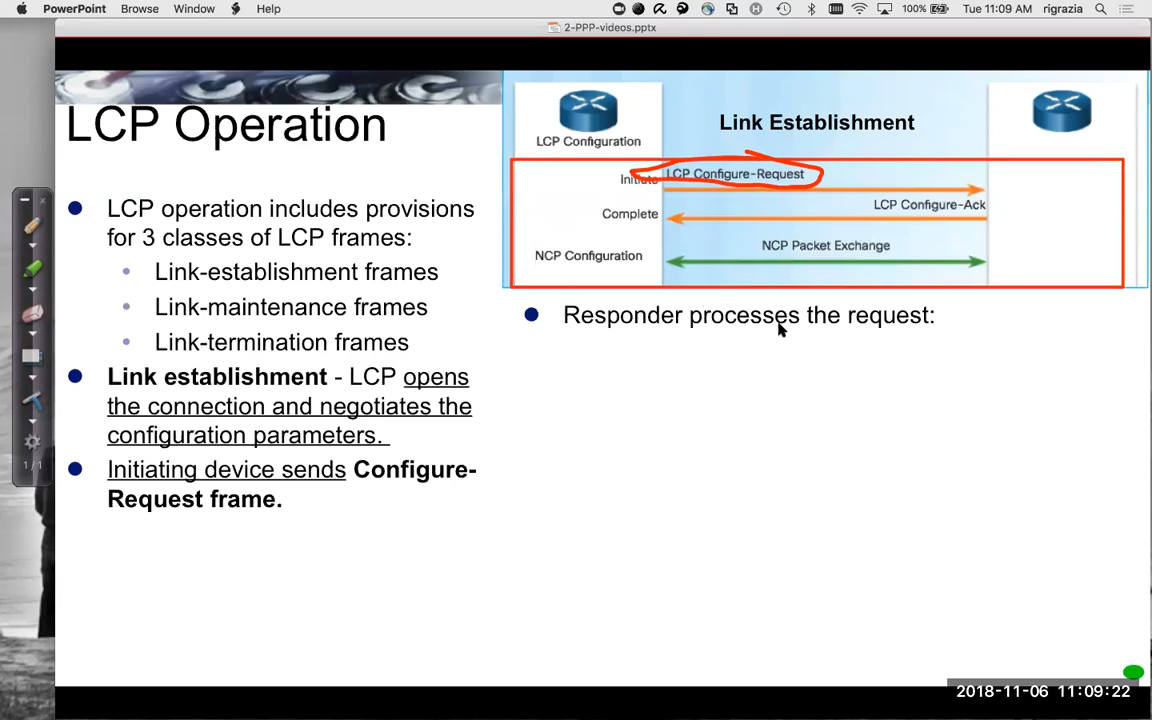 PowerPoint Browse Window Help 100% Tue 11:09 AM rigrazia
2-PPP-videos.pptx
LCP Operation
LCP operation includes provisions
for 3 classes of LCP frames:
Link-establishment frames
Link-maintenance frames
Link-termination frames
Link establishment - LCP opens
the connection and negotiates the
configuration parameters.
Initiating device sends Configure-
Request frame.
Link Establishment
LCP Configuration
Initiate LCP Configure-Request
LCP Configure-Ack
Complete
NCP Packet Exchange
NCP Configuration
Responder processes the request:
1/1
2018-11-06 11:09:22